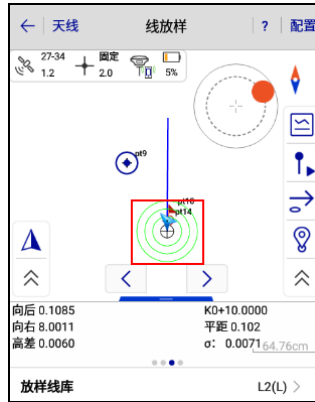 天线 线放样 ? 配置
27-34 固定
1.2 2.0 5%
pt9
pt10
pt14
向后 0.1085 K0+10.0000
向右 8.0011 平距 0.102
高差 0.0060 σ: 0.0071
64.76cm
放样线库 L2(L)